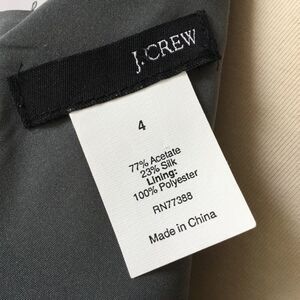 J.CREW
4
77% Acetate
23% Silk
Lining:
100% Polyester
RN77388
Made in China